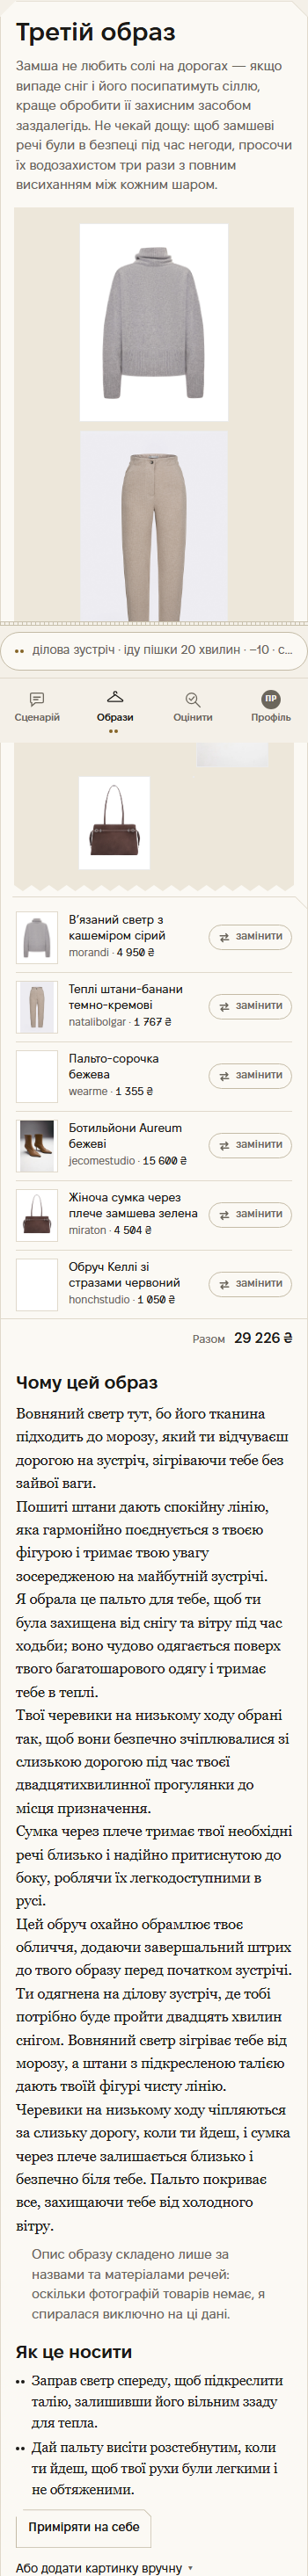 Третій образ
Замша не любить солі на дорогах — якщо
випаде сніг і його посипатимуть сіллю,
краще обробити її захисним засобом
заздалегідь. Не чекай дощу: щоб замшеві
речі були в безпеці під час негоди, просочи
їх водозахистом три рази з повним
висиханням між кожним шаром.
ділова зустріч · іду пішки 20 хвилин · −10 · с...
Сценарій
Образи
Оцінити
ПР
Профіль
В’язаний светр з
кашеміром сірий
morandi · 4 950 ₴
замінити
Теплі штани-банани
темно-кремові
natalibolgar · 1 767 ₴
замінити
Пальто-сорочка
бежева
wearme · 1 355 ₴
замінити
Ботильйони Aureum
бежеві
jecomestudio · 15 600 ₴
замінити
Жіноча сумка через
плече замшева зелена
miraton · 4 504 ₴
замінити
Обруч Келлі зі
стразами червоний
honchstudio · 1 050 ₴
замінити
Разом 29 226 ₴
Чому цей образ
Вовняний светр тут, бо його тканина
підходить до морозу, який ти відчуваєш
дорогою на зустріч, зігріваючи тебе без
зайвої ваги.
Пошиті штани дають спокійну лінію,
яка гармонійно поєднується з твоєю
фігурою і тримає твою увагу
зосередженою на майбутній зустрічі.
Я обрала це пальто для тебе, щоб ти
була захищена від снігу та вітру під час
ходьби; воно чудово одягається поверх
твого багатошарового одягу і тримає
тебе в теплі.
Твої черевики на низькому ходу обрані
так, щоб вони безпечно зчіплювалися зі
слизькою дорогою під час твоєї
двадцятихвилинної прогулянки до
місця призначення.
Сумка через плече тримає твої необхідні
речі близько і надійно притиснутою до
боку, роблячи їх легкодоступними в
русі.
Цей обруч охайно обрамлює твоє
обличчя, додаючи завершальний штрих
до твого образу перед початком зустрічі.
Ти одягнена на ділову зустріч, де тобі
потрібно буде пройти двадцять хвилин
снігом. Вовняний светр зігріває тебе від
морозу, а штани з підкресленою талією
дають твоїй фігурі чисту лінію.
Черевики на низькому ходу чіпляються
за слизьку дорогу, коли ти йдеш, і сумка
через плече залишається близько і
безпечно біля тебе. Пальто покриває
все, захищаючи тебе від холодного
вітру.
Опис образу складено лише за
назвами та матеріалами речей:
оскільки фотографій товарів немає, я
спиралася виключно на ці дані.
Як це носити
Заправ светр спереду, щоб підкреслити
талію, залишивши його вільним ззаду
для тепла.
Дай пальту висіти розстебнутим, коли
ти йдеш, щоб твої рухи були легкими і
не обтяженими.
Приміряти на себе
Або додати картинку вручну